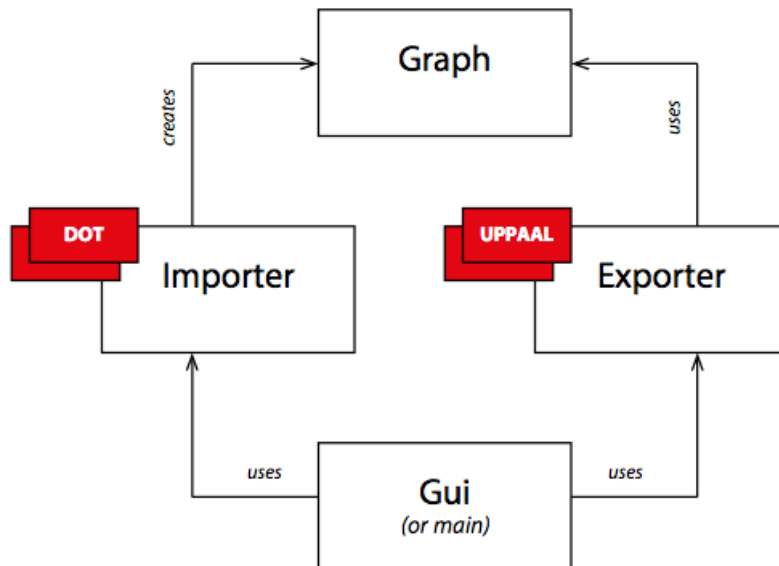 Graph
creates
uses
DOT
UPPAAL
Importer
Exporter
uses
uses
Gui
(or main)